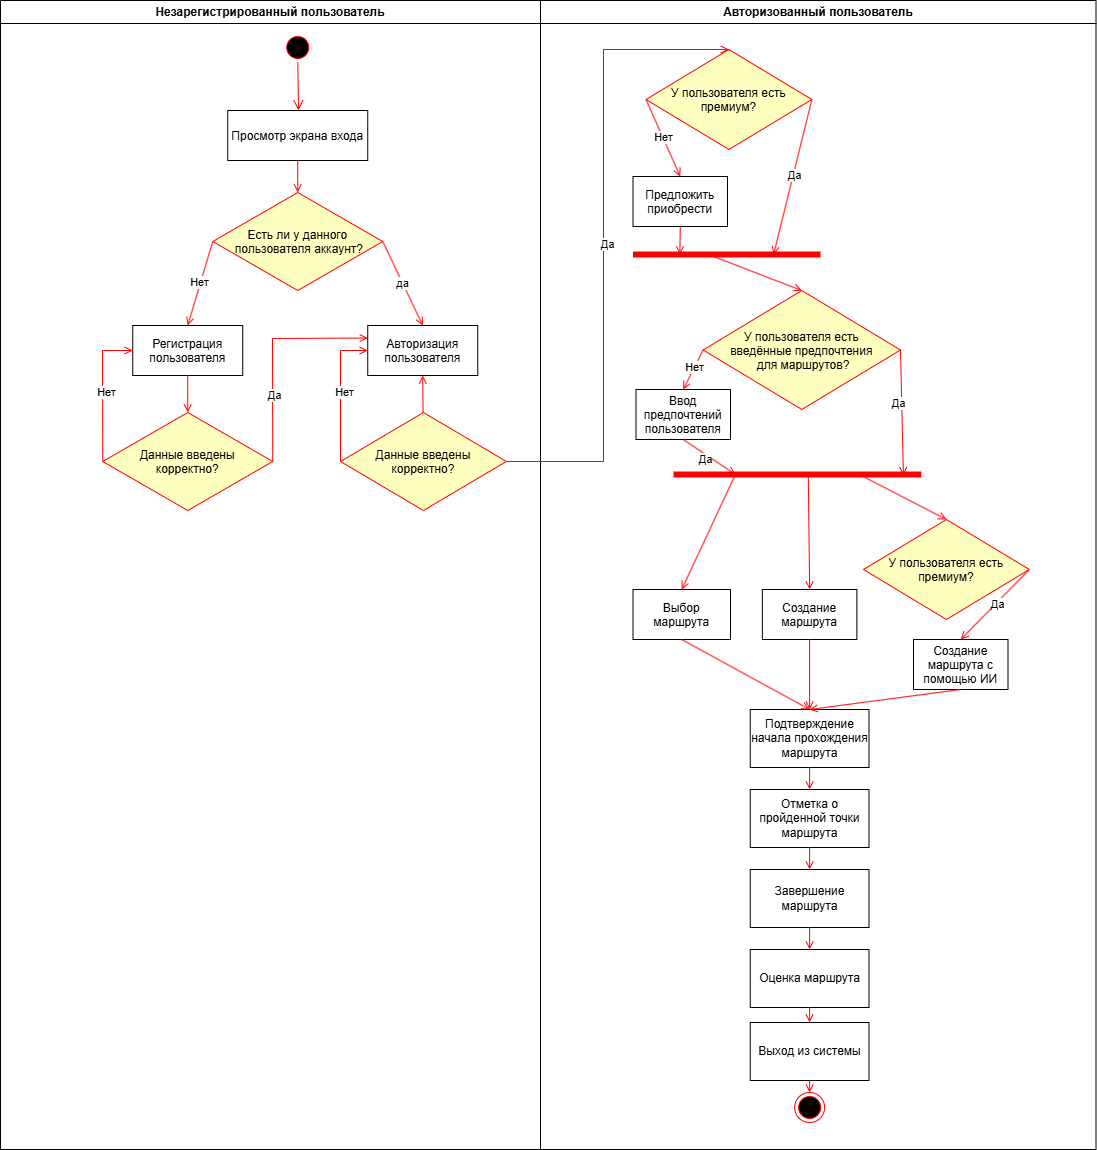 Незарегистрированный пользователь
Авторизованный пользователь
Просмотр экрана входа
Есть ли у данного
пользователя аккаунт?
Нет
да
Регистрация
пользователя
Авторизация
пользователя
Нет
Да
Нет
Данные введены
корректно?
Данные введены
корректно?
Да
У пользователя есть
премиум?
Нет
Да
Предложить
приобрести
У пользователя есть
введённые предпочтения
для маршрутов?
Нет
Да
Ввод
предпочтений
пользователя
Да
У пользователя есть
премиум?
Да
Выбор
маршрута
Создание
маршрута
Создание
маршрута с
помощью ИИ
Подтверждение
начала прохождения
маршрута
Отметка о
пройденной точки
маршрута
Завершение
маршрута
Оценка маршрута
Выход из системы